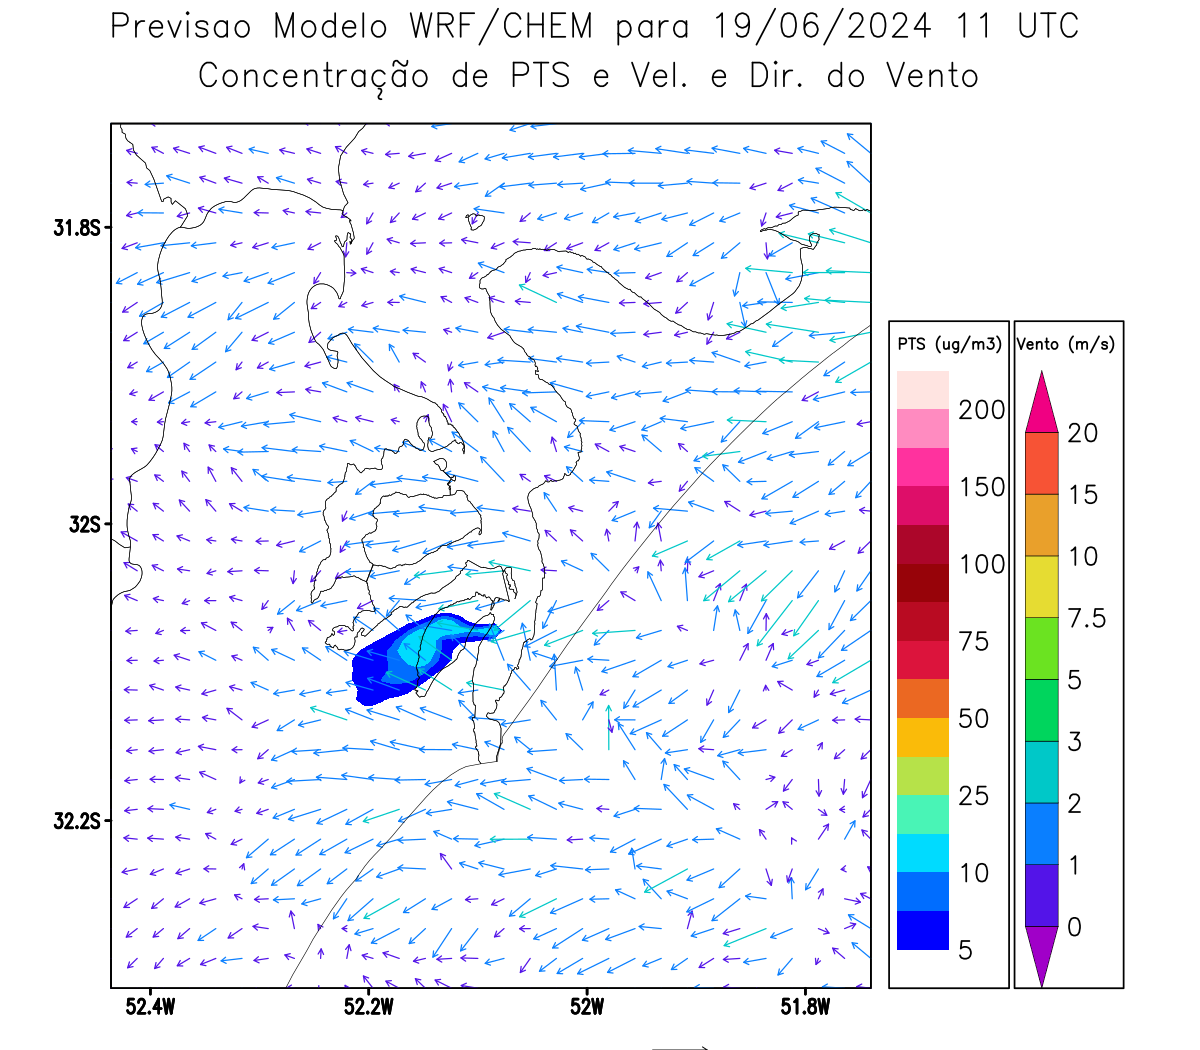 Previsao Modelo WRF/CHEM para 19/06/2024 11 UTC
Concentração de PTS e Vel. e Dir. do Vento
31.8S
32S
32.2S
52.4W
52.2W
52W
51.8W
PTS (ug/m3)
200
150
100
75
50
25
10
5
Vento (m/s)
20
15
10
7.5
5
3
2
1
0